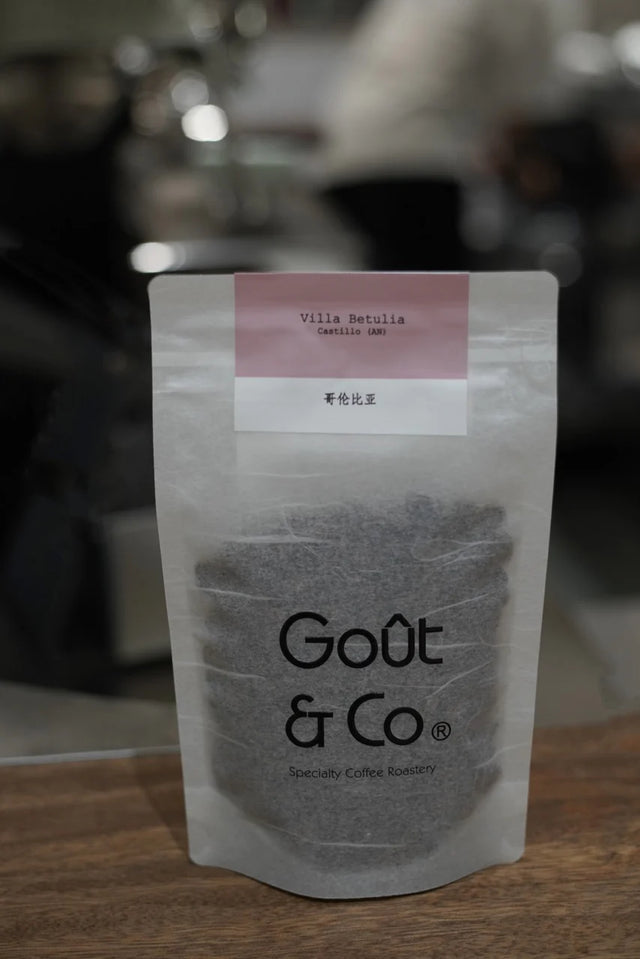 Villa Betulia
Castillo (AN)
哥伦比亚
Goût
& Co®
Specialty Coffee Roastery